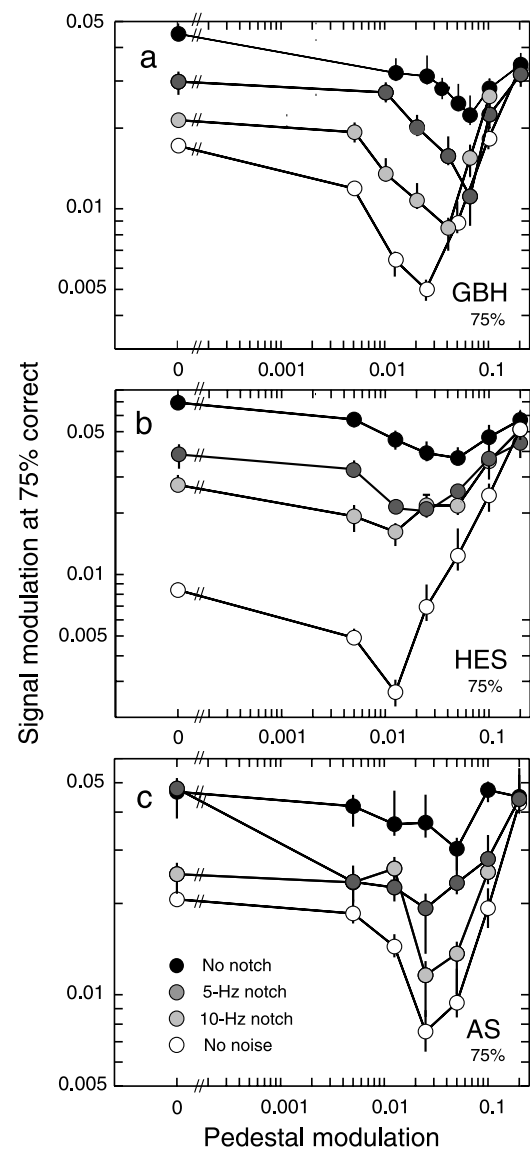 Signal modulation at 75% correct
a
0.05
0.01
0.005
GBH
75%
0 0.001 0.01 0.1
b
0.05
0.01
0.005
HES
75%
0 0.001 0.01 0.1
c
0.05
0.01
0.005
No notch
5-Hz notch
10-Hz notch
No noise
AS
75%
0 0.001 0.01 0.1
Pedestal modulation